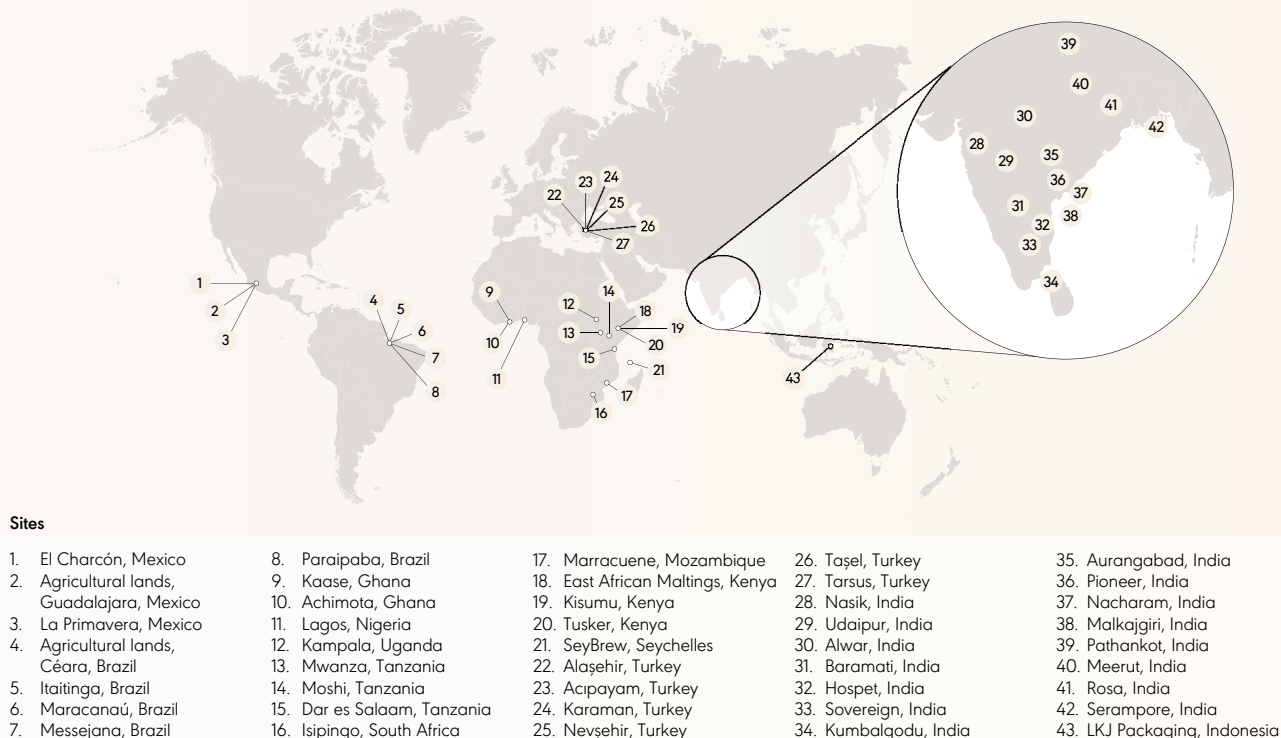 39
40
41
30
42
28
29
35
36
37
31
38
32
33
34
24
23
22
25
26
27
1
2
3
4
5
6
7
8
9
10
11
12
14
13
18
19
20
15
21
17
16
43
Sites
1. El Charcón, Mexico
2. Agricultural lands,
Guadalajara, Mexico
3. La Primavera, Mexico
4. Agricultural lands,
Céara, Brazil
5. Itaitinga, Brazil
6. Maracanaú, Brazil
7. Messejana, Brazil
8. Paraipaba, Brazil
9. Kaase, Ghana
10. Achimota, Ghana
11. Lagos, Nigeria
12. Kampala, Uganda
13. Mwanza, Tanzania
14. Moshi, Tanzania
15. Dar es Salaam, Tanzania
16. Isipingo, South Africa
17. Marracuene, Mozambique
18. East African Maltings, Kenya
19. Kisumu, Kenya
20. Tusker, Kenya
21. SeyBrew, Seychelles
22. Alaşehir, Turkey
23. Acıpayam, Turkey
24. Karaman, Turkey
25. Nevşehir, Turkey
26. Taşel, Turkey
27. Tarsus, Turkey
28. Nasik, India
29. Udaipur, India
30. Alwar, India
31. Baramati, India
32. Hospet, India
33. Sovereign, India
34. Kumbalgodu, India
35. Aurangabad, India
36. Pioneer, India
37. Nacharam, India
38. Malkajgiri, India
39. Pathankot, India
40. Meerut, India
41. Rosa, India
42. Serampore, India
43. LKJ Packaging, Indonesia